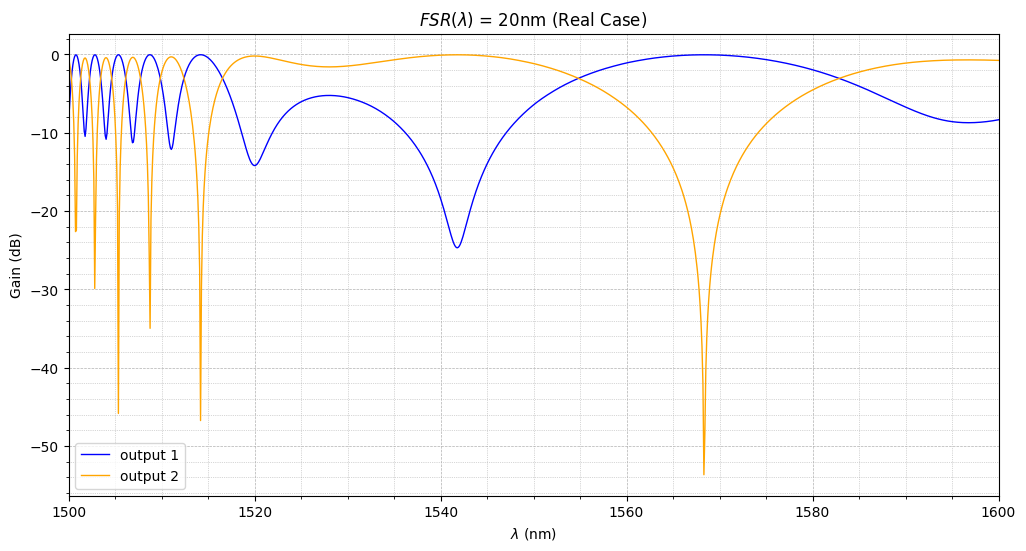 FSR(λ) = 20nm (Real Case)
0
−10
−20
−30
−40
−50
Gain (dB)
output 1
output 2
1500
1520
1540
1560
1580
1600
λ (nm)